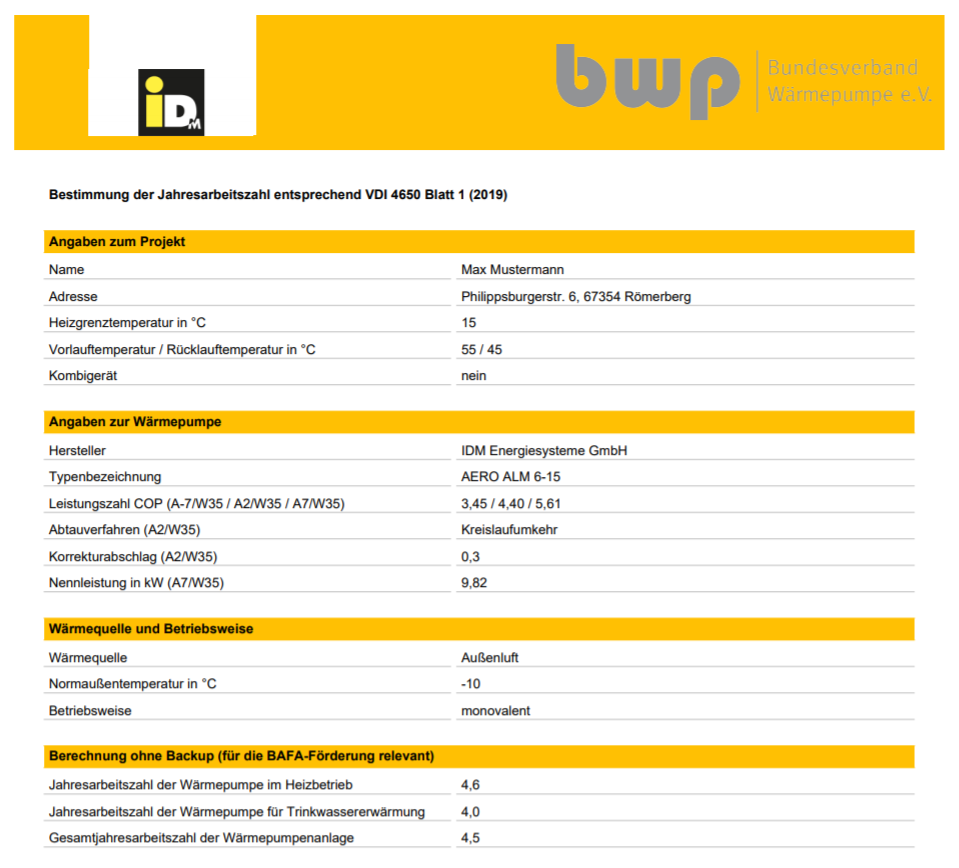 iDM
bwp Bundesverband
Wärmepumpe e.V.
Bestimmung der Jahresarbeitszahl entsprechend VDI 4650 Blatt 1 (2019)
Angaben zum Projekt
Name Max Mustermann
Adresse Philippsburgerstr. 6, 67354 Römerberg
Heizgrenztemperatur in °C 15
Vorlauftemperatur / Rücklauftemperatur in °C 55 / 45
Kombigerät nein
Angaben zur Wärmepumpe
Hersteller IDM Energiesysteme GmbH
Typenbezeichnung AERO ALM 6-15
Leistungszahl COP (A-7/W35 / A2/W35 / A7/W35) 3,45 / 4,40 / 5,61
Abtauverfahren (A2/W35) Kreislaufumkehr
Korrekturabschlag (A2/W35) 0,3
Nennleistung in kW (A7/W35) 9,82
Wärmequelle und Betriebsweise
Wärmequelle Außenluft
Normaußentemperatur in °C -10
Betriebsweise monovalent
Berechnung ohne Backup (für die BAFA-Förderung relevant)
Jahresarbeitszahl der Wärmepumpe im Heizbetrieb 4,6
Jahresarbeitszahl der Wärmepumpe für Trinkwassererwärmung 4,0
Gesamtjahresarbeitszahl der Wärmepumpenanlage 4,5